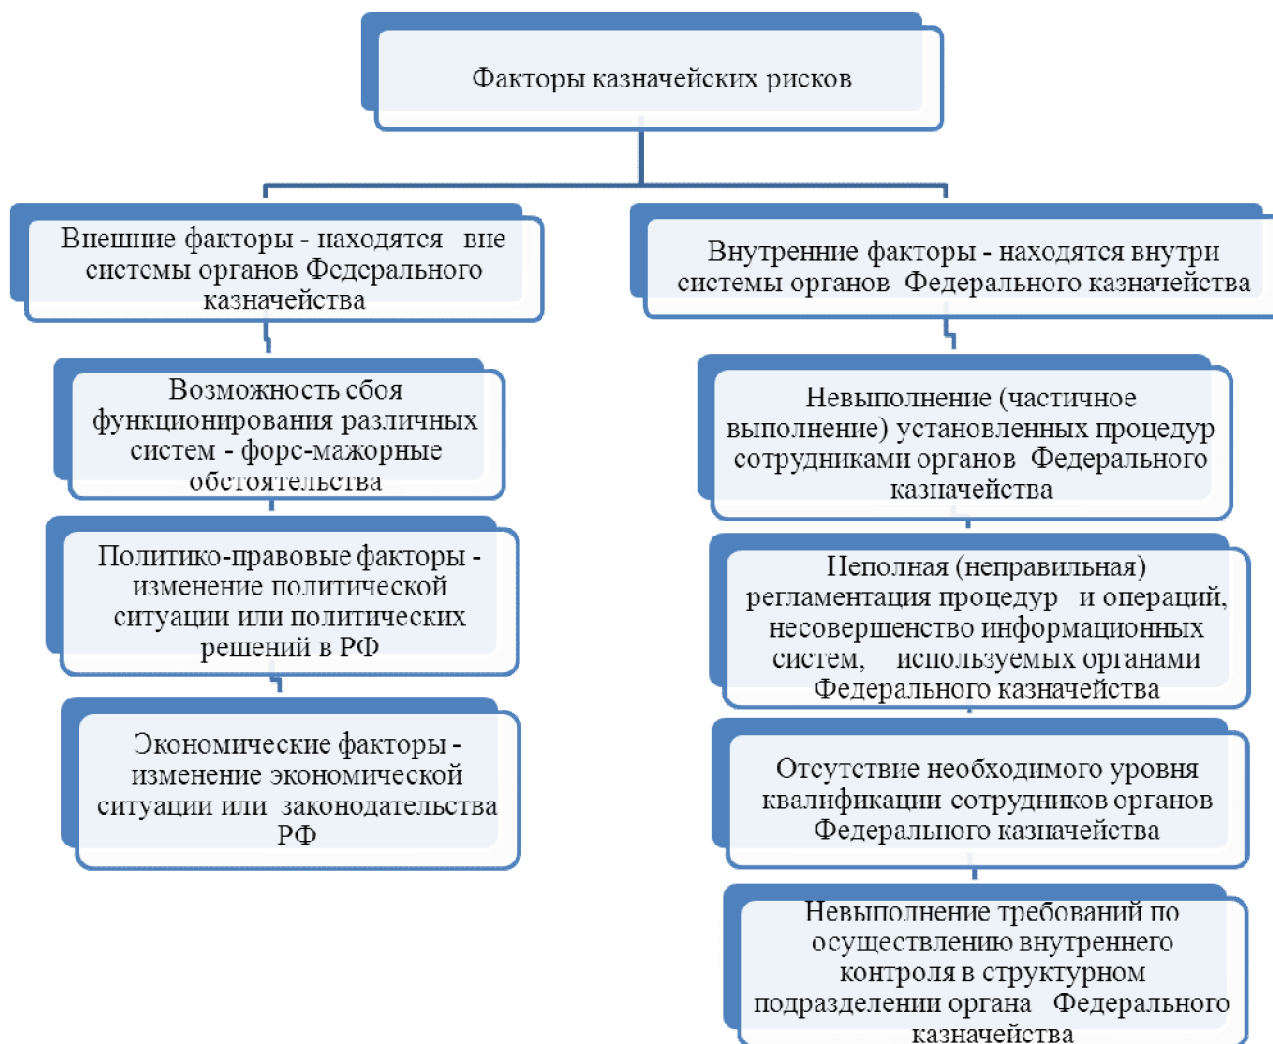 Факторы казначейских рисков
Внешние факторы - находятся вне
системы органов Федерального
казначейства
Возможность сбоя
функционирования различных
систем - форс-мажорные
обстоятельства
Политико-правовые факторы -
изменение политической
ситуации или политических
решений в РФ
Экономические факторы -
изменение экономической
ситуации или законодательства
РФ
Внутренние факторы - находятся внутри
системы органов Федерального казначейства
Невыполнение (частичное
выполнение) установленных процедур
сотрудниками органов Федерального
казначейства
Неполная (неправильная)
регламентация процедур и операций,
несовершенство информационных
систем, используемых органами
Федерального казначейства
Отсутствие необходимого уровня
квалификации сотрудников органов
Федерального казначейства
Невыполнение требований по
осуществлению внутреннего
контроля в структурном
подразделении органа Федерального
казначейства